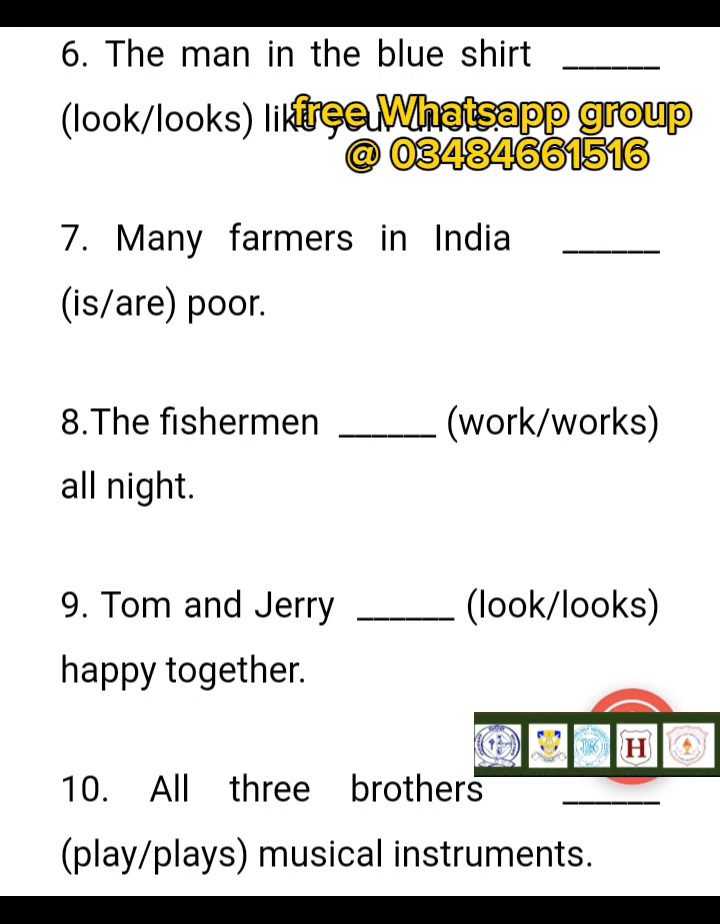 6. The man in the blue shirt ______
(look/looks) like your
free Whatsapp group
@ 03484661516
7. Many farmers in India ______
(is/are) poor.
8.The fishermen ______ (work/works)
all night.
9. Tom and Jerry ______ (look/looks)
happy together.
H
10. All three brothers ______
(play/plays) musical instruments.